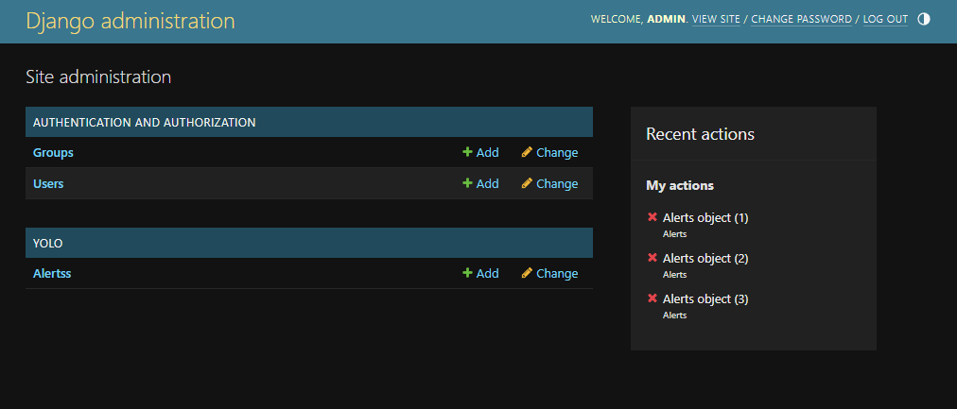 Django administration
WELCOME, ADMIN. VIEW SITE / CHANGE PASSWORD / LOG OUT
Site administration
AUTHENTICATION AND AUTHORIZATION
Groups Add Change
Users Add Change
YOLO
Alertss Add Change
Recent actions
My actions
Alerts object (1)
Alerts
Alerts object (2)
Alerts
Alerts object (3)
Alerts